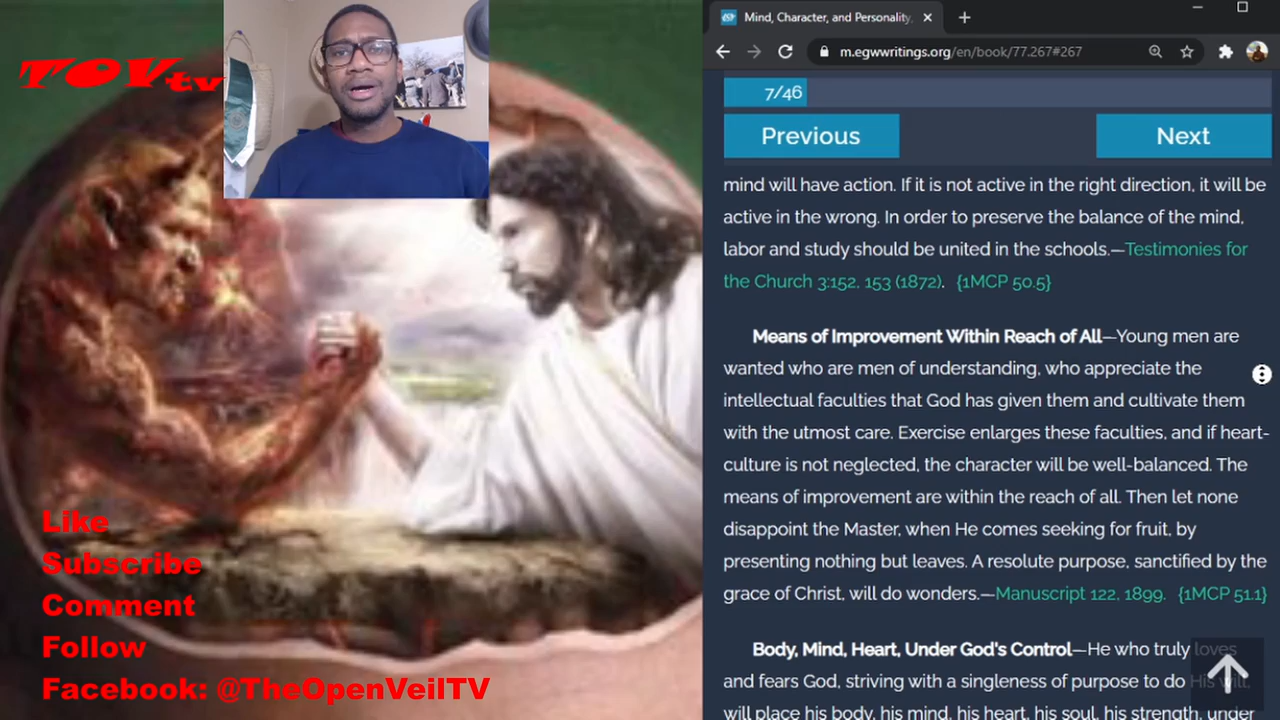 TOVtv
Like
Subscribe
Comment
Follow
Facebook: @TheOpenVeilTV
Mind, Character, and Personality,
m.egwwritings.org/en/book/77.267#267
7/46
Previous
Next
mind will have action. If it is not active in the right direction, it will be
active in the wrong. In order to preserve the balance of the mind,
labor and study should be united in the schools.—Testimonies for
the Church 3:152, 153 (1872). {1MCP 50.5}
Means of Improvement Within Reach of All—Young men are
wanted who are men of understanding, who appreciate the
intellectual faculties that God has given them and cultivate them
with the utmost care. Exercise enlarges these faculties, and if heart-
culture is not neglected, the character will be well-balanced. The
means of improvement are within the reach of all. Then let none
disappoint the Master, when He comes seeking for fruit, by
presenting nothing but leaves. A resolute purpose, sanctified by the
grace of Christ, will do wonders.—Manuscript 122, 1899. {1MCP 51.1}
Body, Mind, Heart, Under God's Control—He who truly loves
and fears God, striving with a singleness of purpose to do His will,
will place his body, his mind, his heart, his soul, his strength, under